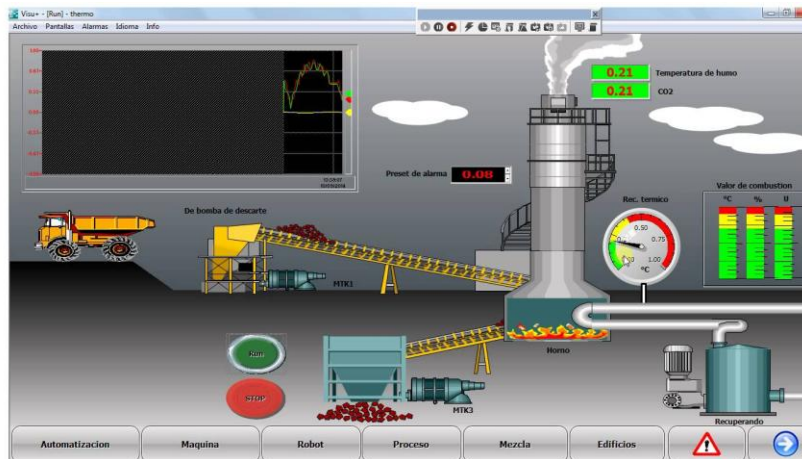 Visu+ - [Run] - thermo
Archivo Pantallas Alarmas Idioma Info
1.00
0.21
Temperatura de humo
0.21
CO2
Preset de alarma
0.08
De bomba de descarte
Rec. termico
Valor de combustion
°C % U
0.50
0.75
1.00
°C
MTK1
Run
STOP
Horno
MTK3
Recuperando
Automatizacion Maquina Robot Proceso Mezcla Edificios